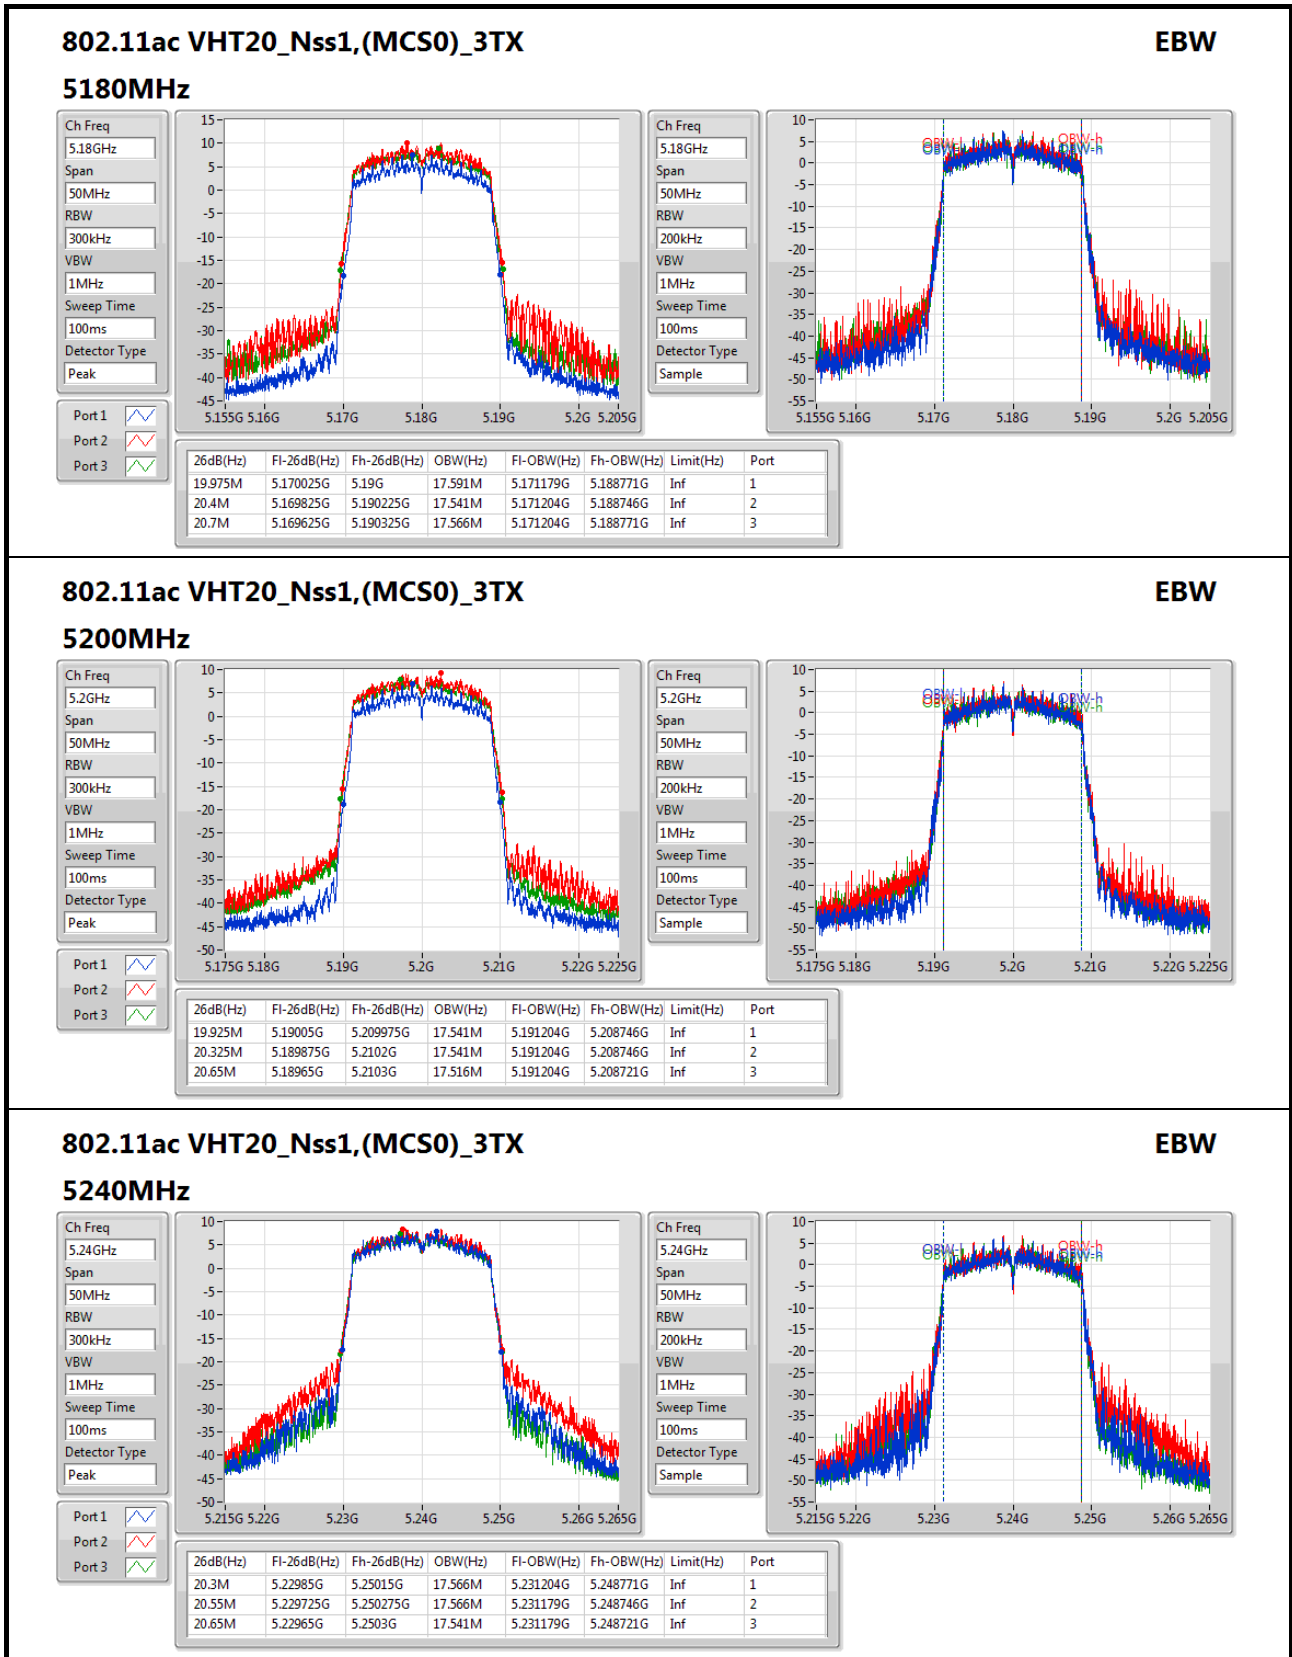 802.11ac VHT20_Nss1,(MCS0)_3TX EBW
5180MHz
Ch Freq
5.18GHz
Span
50MHz
RBW
300kHz
VBW
1MHz
Sweep Time
100ms
Detector Type
Peak
Port 1
Port 2
Port 3
15
10
5
0
-5
-10
-15
-20
-25
-30
-35
-40
-45
5.155G 5.16G 5.17G 5.18G 5.19G 5.2G 5.205G
Ch Freq
5.18GHz
Span
50MHz
RBW
200kHz
VBW
1MHz
Sweep Time
100ms
Detector Type
Sample
10
5
0
-5
-10
-15
-20
-25
-30
-35
-40
-45
-50
-55
OBW-h
OBW-h
5.155G 5.16G 5.17G 5.18G 5.19G 5.2G 5.205G
26dB(Hz) Fl-26dB(Hz) Fh-26dB(Hz) OBW(Hz) Fl-OBW(Hz) Fh-OBW(Hz) Limit(Hz) Port
19.975M 5.170025G 5.19G 17.591M 5.171179G 5.188771G Inf 1
20.4M 5.169825G 5.190225G 17.541M 5.171204G 5.188746G Inf 2
20.7M 5.169625G 5.190325G 17.566M 5.171204G 5.188771G Inf 3
802.11ac VHT20_Nss1,(MCS0)_3TX EBW
5200MHz
Ch Freq
5.2GHz
Span
50MHz
RBW
300kHz
VBW
1MHz
Sweep Time
100ms
Detector Type
Peak
Port 1
Port 2
Port 3
10
5
0
-5
-10
-15
-20
-25
-30
-35
-40
-45
-50
5.175G 5.18G 5.19G 5.2G 5.21G 5.22G 5.225G
Ch Freq
5.2GHz
Span
50MHz
RBW
200kHz
VBW
1MHz
Sweep Time
100ms
Detector Type
Sample
10
5
0
-5
-10
-15
-20
-25
-30
-35
-40
-45
-50
-55
OBW-l
OBW-h
5.175G 5.18G 5.19G 5.2G 5.21G 5.22G 5.225G
26dB(Hz) Fl-26dB(Hz) Fh-26dB(Hz) OBW(Hz) Fl-OBW(Hz) Fh-OBW(Hz) Limit(Hz) Port
19.925M 5.19005G 5.209975G 17.541M 5.191204G 5.208746G Inf 1
20.325M 5.189875G 5.2102G 17.541M 5.191204G 5.208746G Inf 2
20.65M 5.18965G 5.2103G 17.516M 5.191204G 5.208721G Inf 3
802.11ac VHT20_Nss1,(MCS0)_3TX EBW
5240MHz
Ch Freq
5.24GHz
Span
50MHz
RBW
300kHz
VBW
1MHz
Sweep Time
100ms
Detector Type
Peak
Port 1
Port 2
Port 3
10
5
0
-5
-10
-15
-20
-25
-30
-35
-40
-45
-50
5.215G 5.22G 5.23G 5.24G 5.25G 5.26G 5.265G
Ch Freq
5.24GHz
Span
50MHz
RBW
200kHz
VBW
1MHz
Sweep Time
100ms
Detector Type
Sample
10
5
0
-5
-10
-15
-20
-25
-30
-35
-40
-45
-50
-55
OBW-h
OBW-h
5.215G 5.22G 5.23G 5.24G 5.25G 5.26G 5.265G
26dB(Hz) Fl-26dB(Hz) Fh-26dB(Hz) OBW(Hz) Fl-OBW(Hz) Fh-OBW(Hz) Limit(Hz) Port
20.3M 5.22985G 5.25015G 17.566M 5.231204G 5.248771G Inf 1
20.55M 5.229725G 5.250275G 17.566M 5.231179G 5.248746G Inf 2
20.65M 5.22965G 5.2503G 17.541M 5.231179G 5.248721G Inf 3